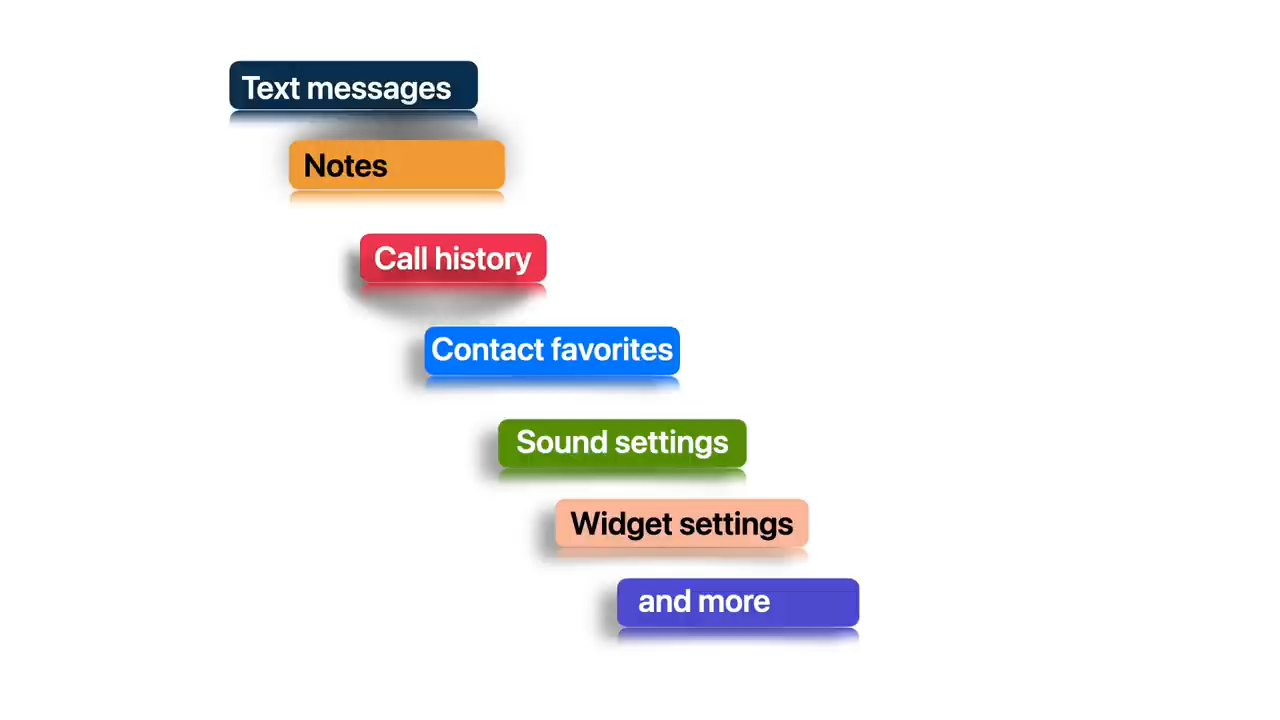 Text messages
Notes
Call history
Contact favorites
Sound settings
Widget settings
and more